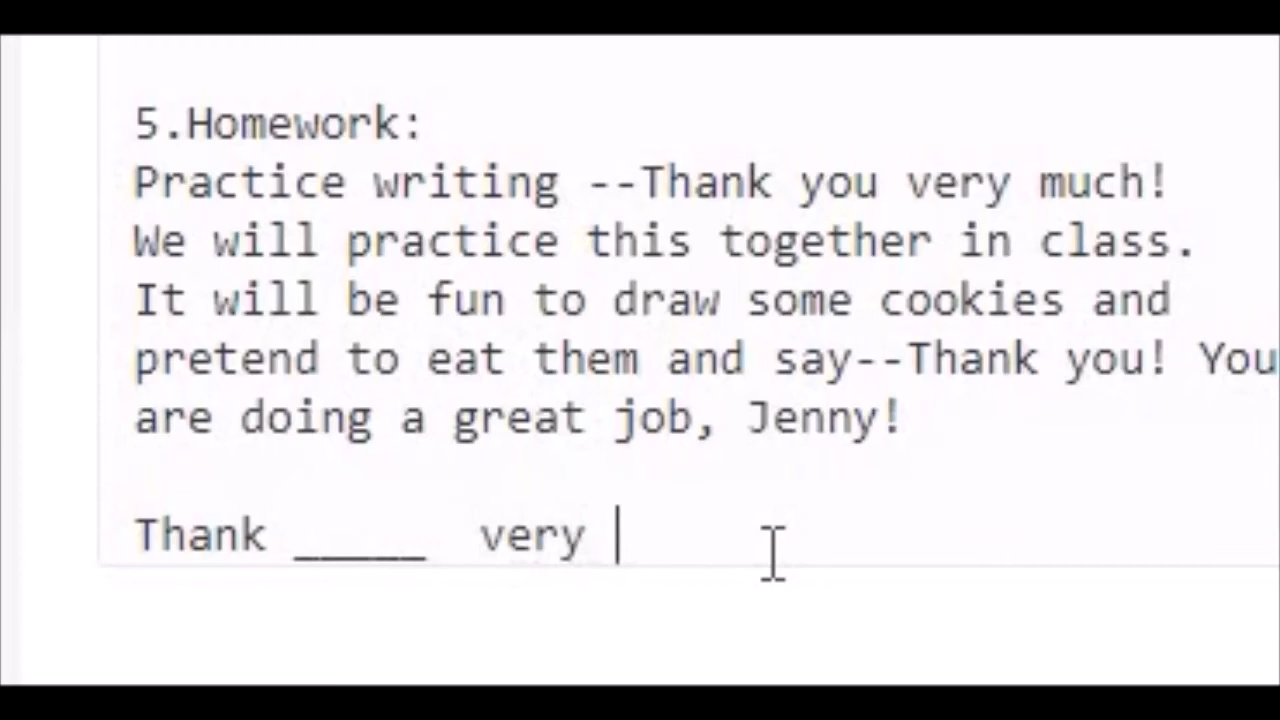 5.Homework:
Practice writing --Thank you very much!
We will practice this together in class.
It will be fun to draw some cookies and
pretend to eat them and say--Thank you! You
are doing a great job, Jenny!
Thank _____  very